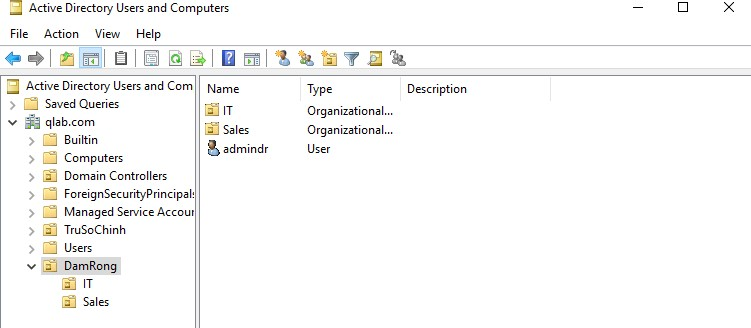 Active Directory Users and Computers
File Action View Help
Active Directory Users and Com
Saved Queries
qlab.com
Builtin
Computers
Domain Controllers
ForeignSecurityPrincipals
Managed Service Accour
TruSoChinh
Users
DamRong
IT
Sales
Name Type Description
IT Organizational...
Sales Organizational...
admindr User